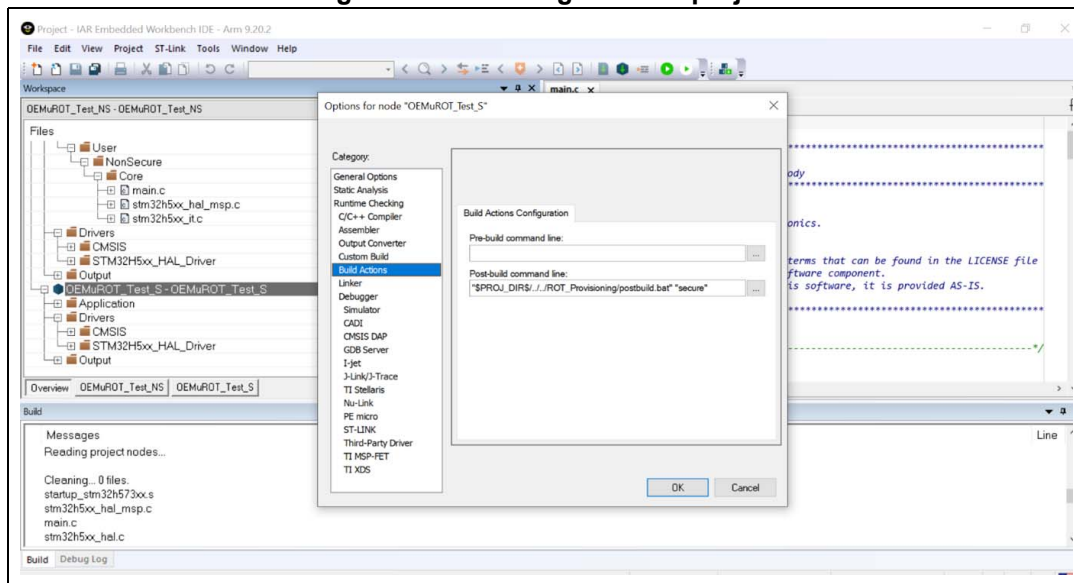 Project - IAR Embedded Workbench IDE - Arm 9.20.2
File Edit View Project ST-Link Tools Window Help
Workspace
main.c
OEMuROT_Test_NS - OEMuROT_Test_NS
Files
User
NonSecure
Core
main.c
stm32h5xx_hal_msp.c
stm32h5xx_it.c
Drivers
CMSIS
STM32H5xx_HAL_Driver
Output
OEMuROT_Test_S - OEMuROT_Test_S
Application
Drivers
CMSIS
STM32H5xx_HAL_Driver
Output
Overview OEMuROT_Test_NS OEMuROT_Test_S
Options for node "OEMuROT_Test_S"
Category:
General Options
Static Analysis
Runtime Checking
C/C++ Compiler
Assembler
Output Converter
Custom Build
Build Actions
Linker
Debugger
Simulator
CADI
CMSIS DAP
GDB Server
I-jet
J-Link/J-Trace
TI Stellaris
Nu-Link
PE micro
ST-LINK
Third-Party Driver
TI MSP-FET
TI XDS
Build Actions Configuration
Pre-build command line:
...
Post-build command line:
"$PROJ_DIR$/../../ROT_Provisioning/postbuild.bat" "secure"
...
OK Cancel
ody
onics.
terms that can be found in the LICENSE file
ftware component.
is software, it is provided AS-IS.
*/
Build
Messages Line
Reading project nodes...
Cleaning... 0 files.
startup_stm32h573xx.s
stm32h5xx_hal_msp.c
main.c
stm32h5xx_hal.c
Build Debug Log